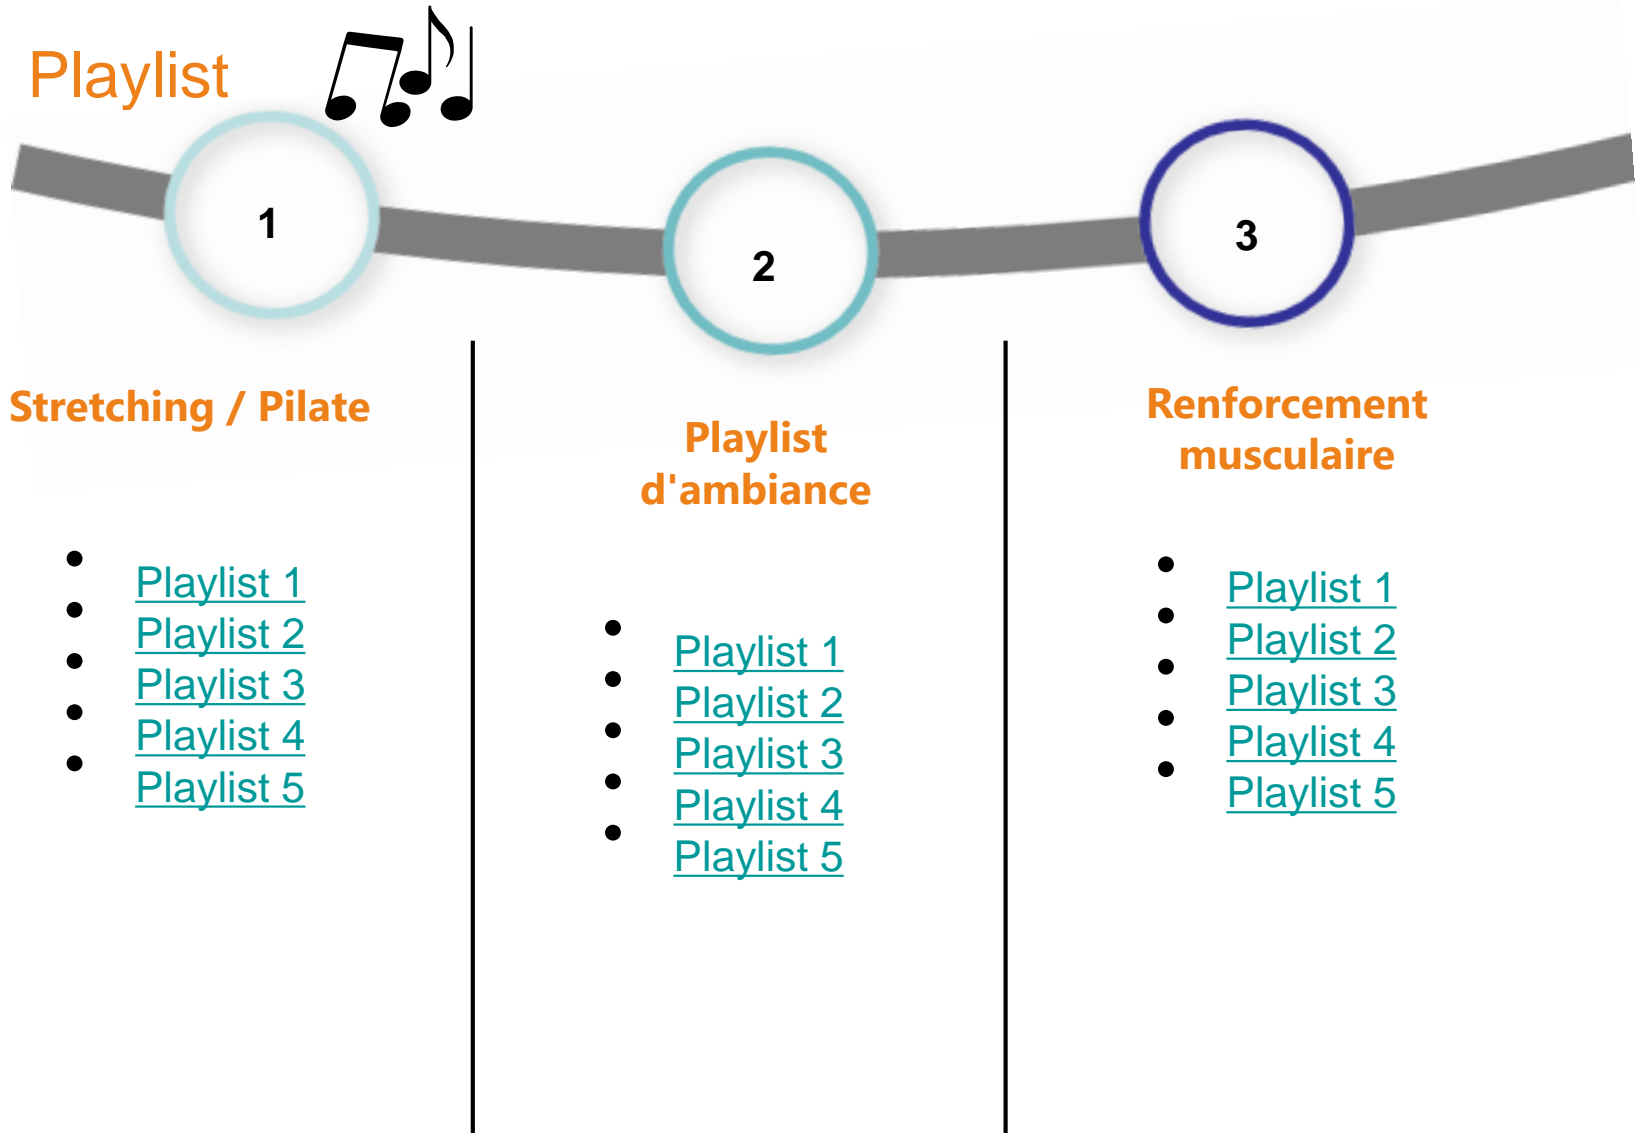 Playlist
1
2
3
Stretching / Pilate
Playlist 1
Playlist 2
Playlist 3
Playlist 4
Playlist 5
Playlist
d'ambiance
Playlist 1
Playlist 2
Playlist 3
Playlist 4
Playlist 5
Renforcement
musculaire
Playlist 1
Playlist 2
Playlist 3
Playlist 4
Playlist 5